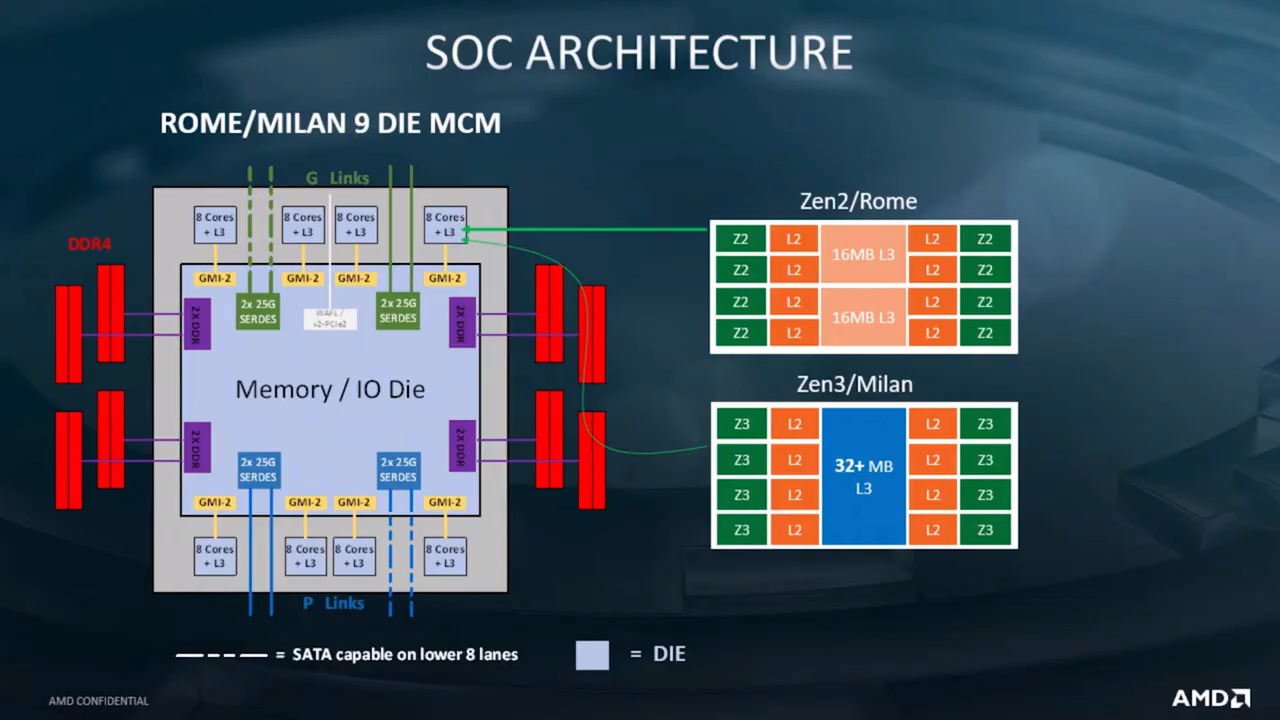 SOC ARCHITECTURE
ROME/MILAN 9 DIE MCM
G Links
8 Cores + L3
8 Cores + L3
8 Cores + L3
8 Cores + L3
DDR4
GMI-2
GMI-2
GMI-2
GMI-2
2X DDR
2x 25G SERDES
WAFL / x2-PCIe2
2x 25G SERDES
2X DDR
Memory / IO Die
2X DDR
2x 25G SERDES
2x 25G SERDES
2X DDR
GMI-2
GMI-2
GMI-2
GMI-2
8 Cores + L3
8 Cores + L3
8 Cores + L3
8 Cores + L3
P Links
Zen2/Rome
Z2 L2 16MB L3 L2 Z2
Z2 L2 L2 Z2
Z2 L2 16MB L3 L2 Z2
Z2 L2 L2 Z2
Zen3/Milan
Z3 L2 32+ MB L3 L2 Z3
Z3 L2 L2 Z3
Z3 L2 L2 Z3
Z3 L2 L2 Z3
= SATA capable on lower 8 lanes
= DIE
AMD CONFIDENTIAL
AMD